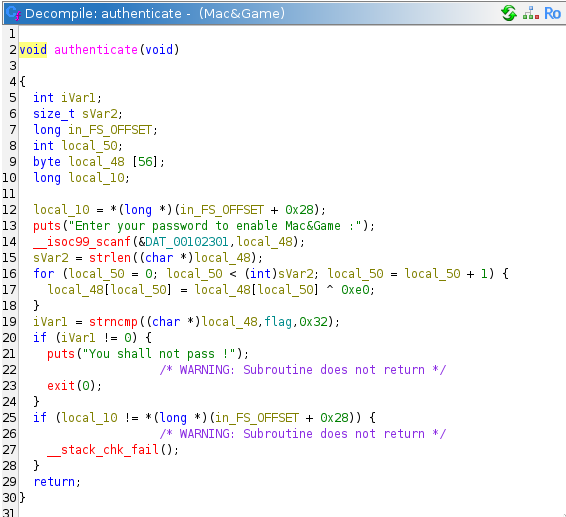 Decompile: authenticate - (Mac&Game) Ro
1
2 void authenticate(void)
3
4 {
5 int iVar1;
6 size_t sVar2;
7 long in_FS_OFFSET;
8 int local_50;
9 byte local_48 [56];
10 long local_10;
11
12 local_10 = *(long *)(in_FS_OFFSET + 0x28);
13 puts("Enter your password to enable Mac&Game :");
14 __isoc99_scanf(&DAT_00102301,local_48);
15 sVar2 = strlen((char *)local_48);
16 for (local_50 = 0; local_50 < (int)sVar2; local_50 = local_50 + 1) {
17 local_48[local_50] = local_48[local_50] ^ 0xe0;
18 }
19 iVar1 = strncmp((char *)local_48,flag,0x32);
20 if (iVar1 != 0) {
21 puts("You shall not pass !");
22 /* WARNING: Subroutine does not return */
23 exit(0);
24 }
25 if (local_10 != *(long *)(in_FS_OFFSET + 0x28)) {
26 /* WARNING: Subroutine does not return */
27 __stack_chk_fail();
28 }
29 return;
30 }
31